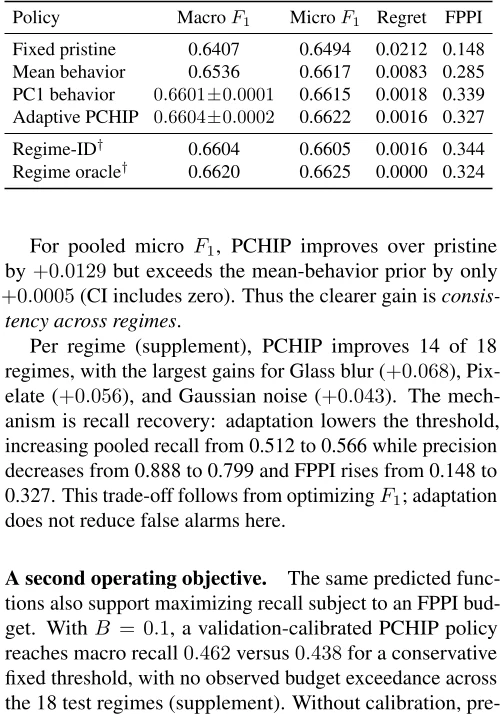 Policy Macro F1 Micro F1 Regret FPPI
Fixed pristine 0.6407 0.6494 0.0212 0.148
Mean behavior 0.6536 0.6617 0.0083 0.285
PC1 behavior 0.6601±0.0001 0.6615 0.0018 0.339
Adaptive PCHIP 0.6604±0.0002 0.6622 0.0016 0.327
Regime-ID† 0.6604 0.6605 0.0016 0.344
Regime oracle† 0.6620 0.6625 0.0000 0.324
For pooled micro F1, PCHIP improves over pristine
by +0.0129 but exceeds the mean-behavior prior by only
+0.0005 (CI includes zero). Thus the clearer gain is consis-
tency across regimes.
Per regime (supplement), PCHIP improves 14 of 18
regimes, with the largest gains for Glass blur (+0.068), Pix-
elate (+0.056), and Gaussian noise (+0.043). The mech-
anism is recall recovery: adaptation lowers the threshold,
increasing pooled recall from 0.512 to 0.566 while precision
decreases from 0.888 to 0.799 and FPPI rises from 0.148 to
0.327. This trade-off follows from optimizing F1; adaptation
does not reduce false alarms here.
A second operating objective. The same predicted func-
tions also support maximizing recall subject to an FPPI bud-
get. With B = 0.1, a validation-calibrated PCHIP policy
reaches macro recall 0.462 versus 0.438 for a conservative
fixed threshold, with no observed budget exceedance across
the 18 test regimes (supplement). Without calibration, pre-